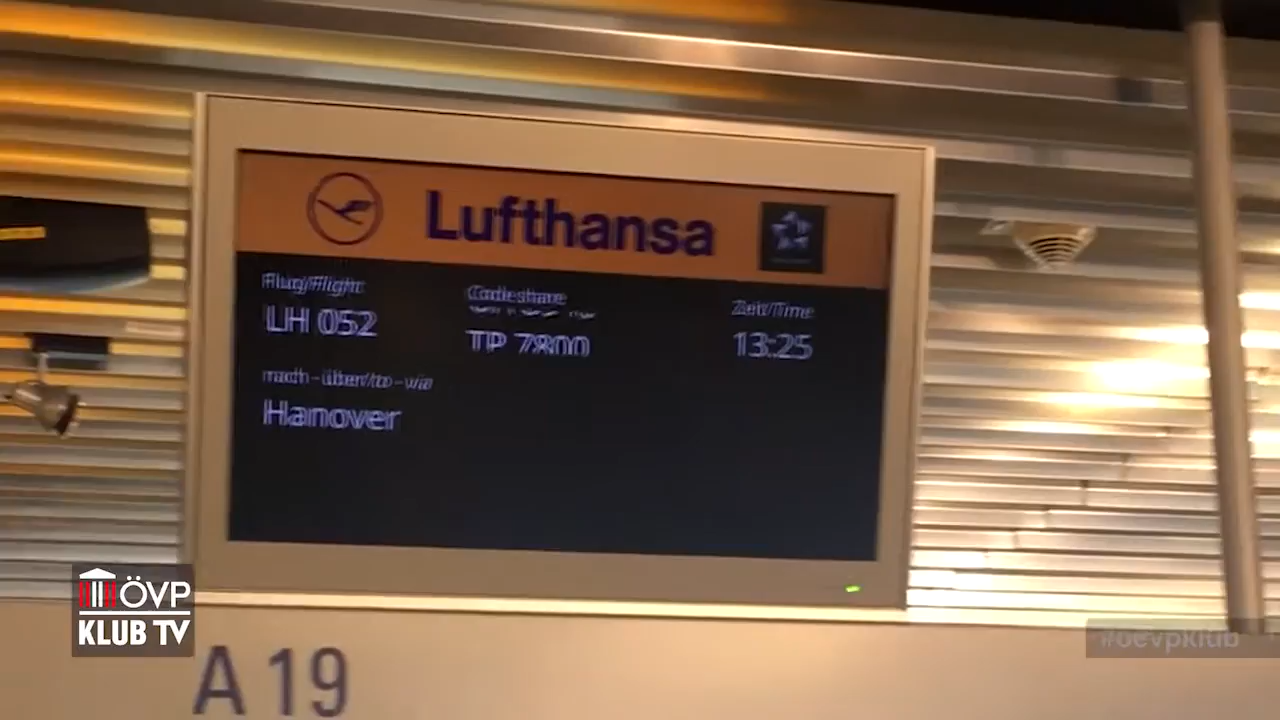 Lufthansa
Flug/Flight
Codeshare
Zeit/Time
LH 052
TP 7800
13:25
nach - über/to - via
Hanover
ÖVP
KLUB TV
A 19
#oevpklub